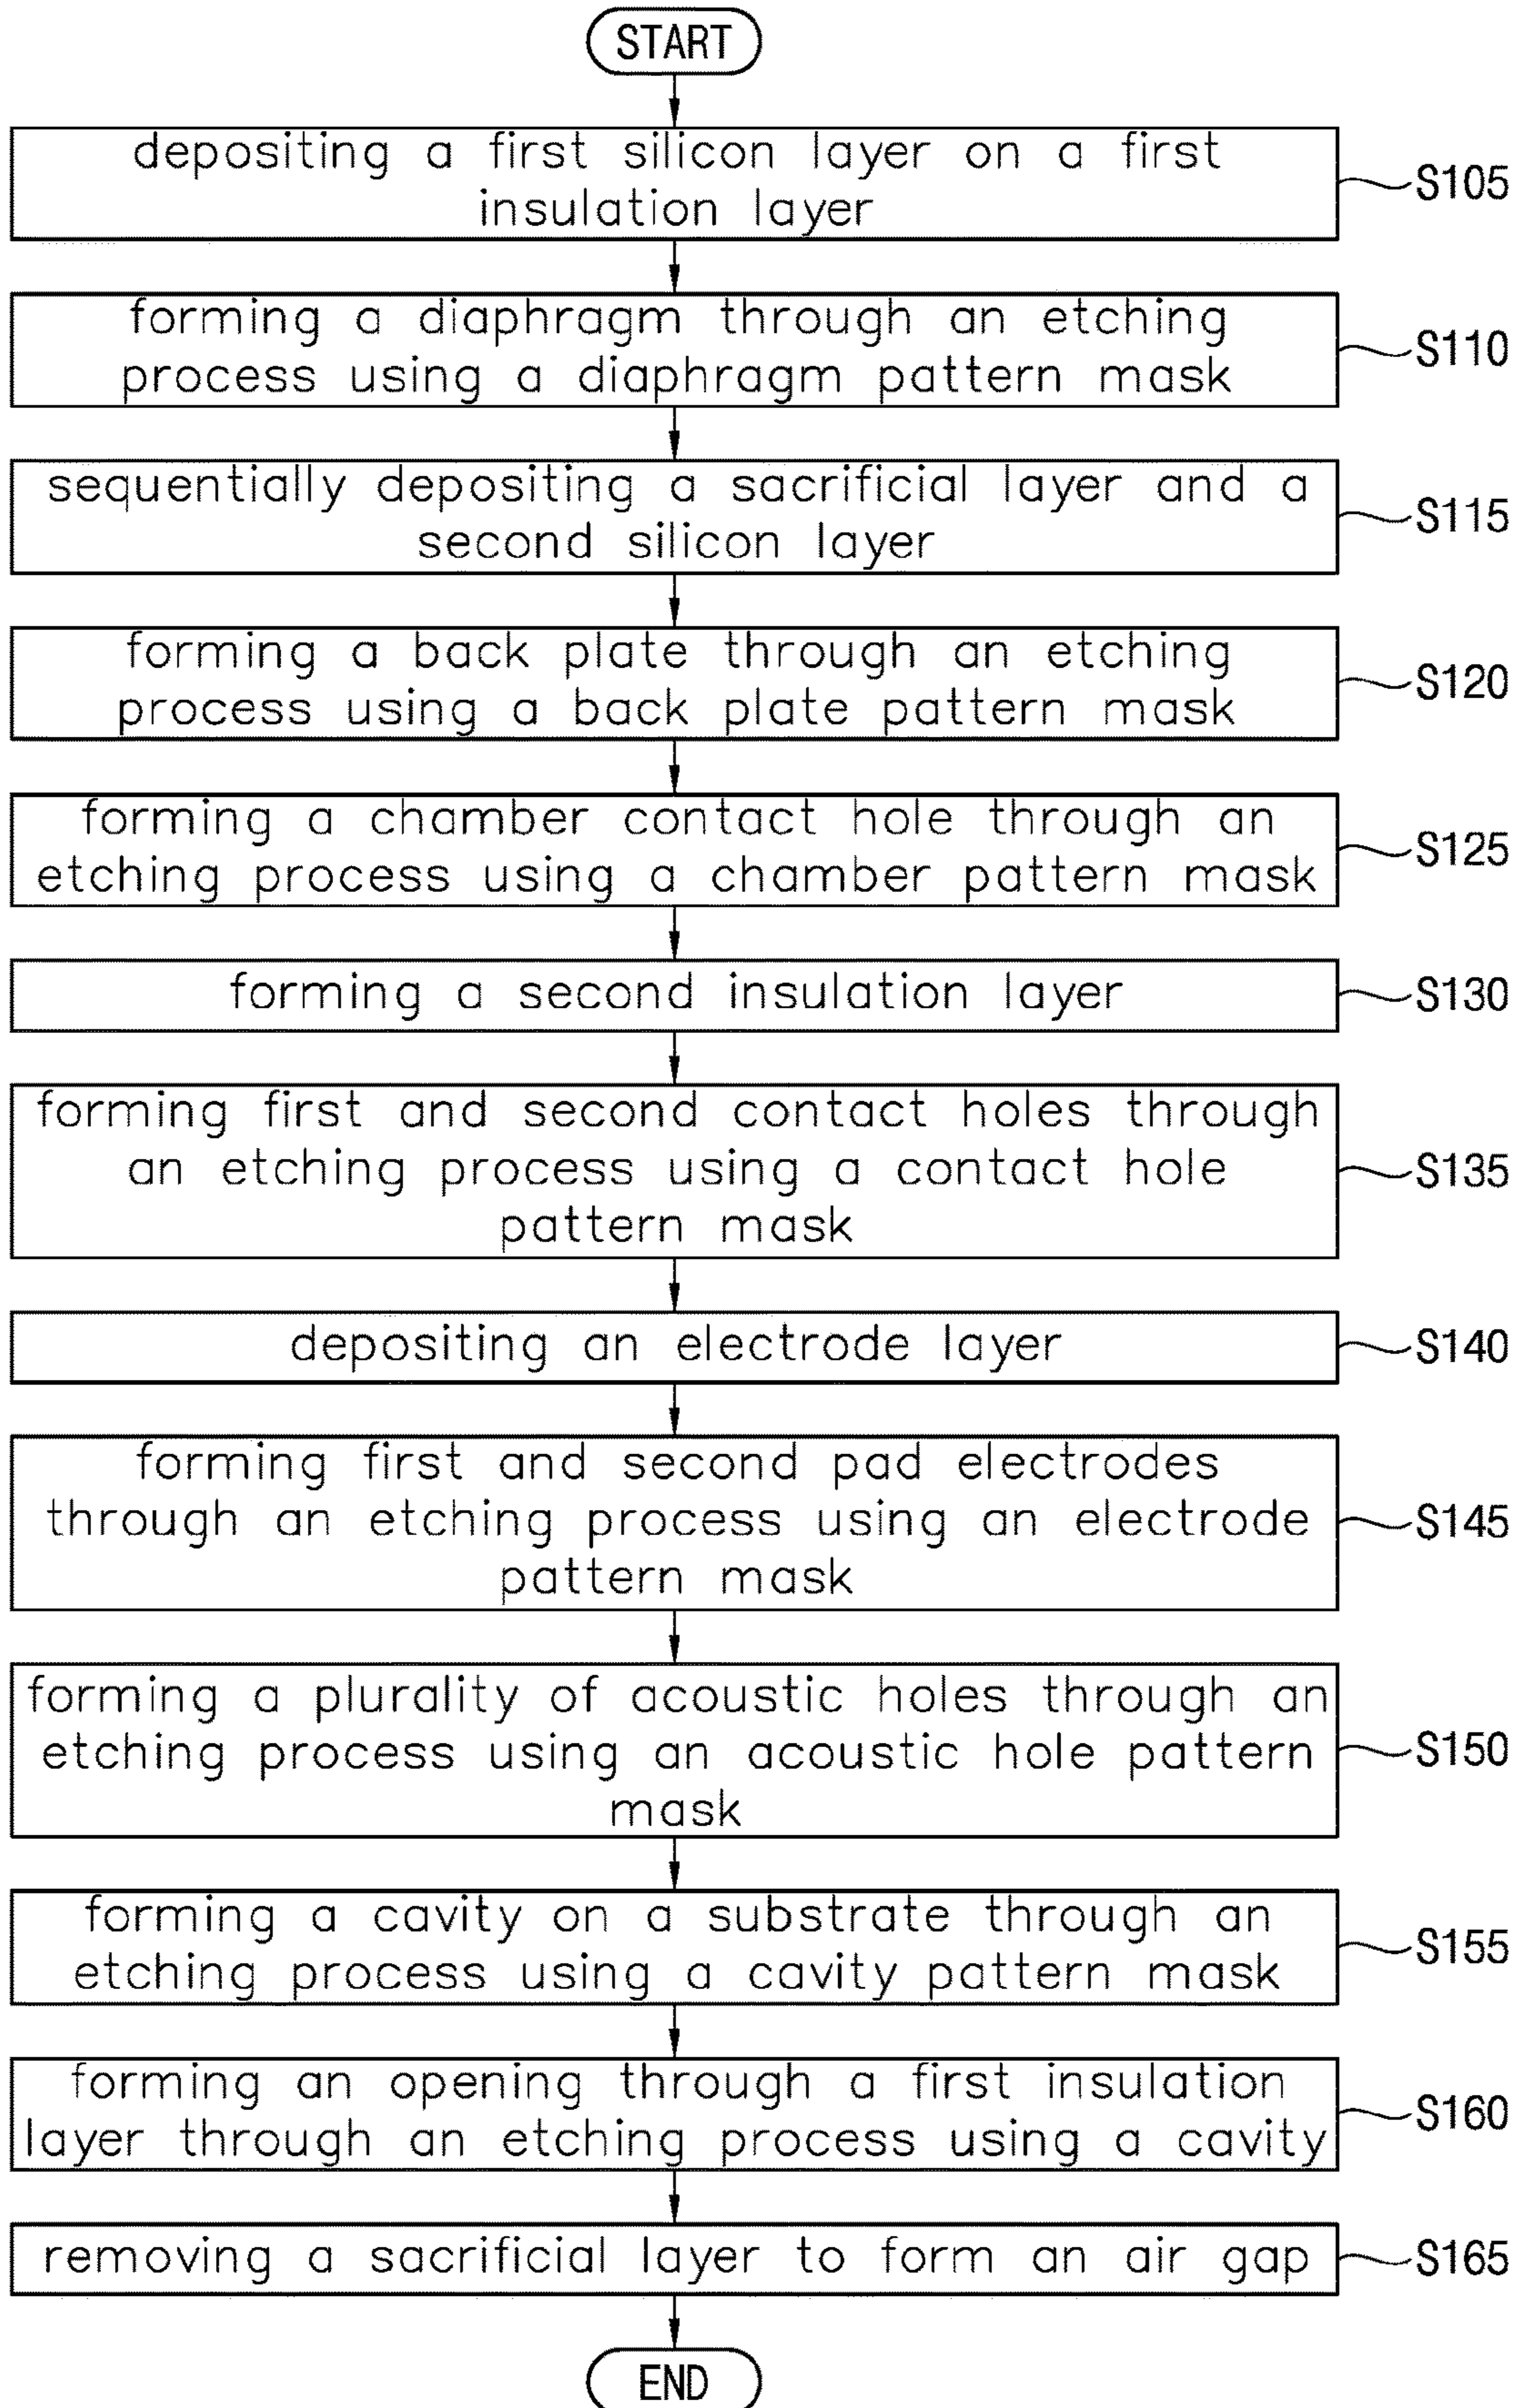 START
depositing a first silicon layer on a first
insulation layer
S105
forming a diaphragm through an etching
process using a diaphragm pattern mask
S110
sequentially depositing a sacrificial layer and a
second silicon layer
S115
forming a back plate through an etching
process using a back plate pattern mask
S120
forming a chamber contact hole through an
etching process using a chamber pattern mask
S125
forming a second insulation layer
S130
forming first and second contact holes through
an etching process using a contact hole
pattern mask
S135
depositing an electrode layer
S140
forming first and second pad electrodes
through an etching process using an electrode
pattern mask
S145
forming a plurality of acoustic holes through an
etching process using an acoustic hole pattern
mask
S150
forming a cavity on a substrate through an
etching process using a cavity pattern mask
S155
forming an opening through a first insulation
layer through an etching process using a cavity
S160
removing a sacrificial layer to form an air gap
S165
END